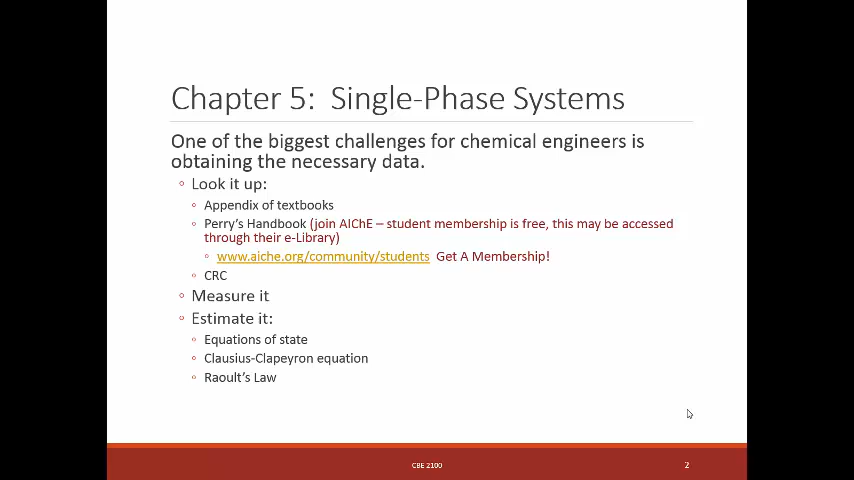 Chapter 5: Single-Phase Systems
One of the biggest challenges for chemical engineers is
obtaining the necessary data.
◦ Look it up:
◦ Appendix of textbooks
◦ Perry's Handbook (join AIChE – student membership is free, this may be accessed
through their e-Library)
◦ www.aiche.org/community/students Get A Membership!
◦ CRC
◦ Measure it
◦ Estimate it:
◦ Equations of state
◦ Clausius-Clapeyron equation
◦ Raoult's Law
CBE 2100
2